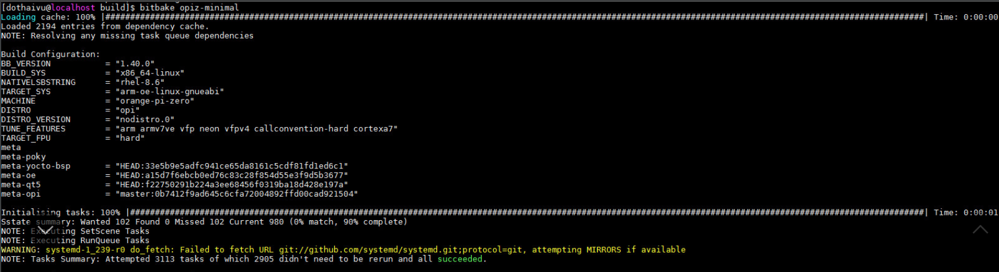 [dothaivu@localhost build]$ bitbake opiz-minimal
Loading cache: 100% |############################################################################################################################################################| Time: 0:00:00
Loaded 2194 entries from dependency cache.
NOTE: Resolving any missing task queue dependencies
Build Configuration:
BB_VERSION           = "1.40.0"
BUILD_SYS            = "x86_64-linux"
NATIVELSBSTRING      = "rhel-8.6"
TARGET_SYS           = "arm-oe-linux-gnueabi"
MACHINE              = "orange-pi-zero"
DISTRO               = "opi"
DISTRO_VERSION       = "nodistro.0"
TUNE_FEATURES        = "arm armv7ve vfp neon vfpv4 callconvention-hard cortexa7"
TARGET_FPU           = "hard"
meta
meta-poky
meta-yocto-bsp       = "HEAD:33e5b9e5adfc941ce65da8161c5cdf81fd1ed6c1"
meta-oe              = "HEAD:a15d7f6ebcb0ed76c83c28f854d55e3f9d5b3677"
meta-qt5             = "HEAD:f22750291b224a3ee68456f0319ba18d428e197a"
meta-opi             = "master:0b7412f9ad645c6cfa72004892ffd00cad921504"
Initialising tasks: 100% |#######################################################################################################################################################| Time: 0:00:01
Sstate summary: Wanted 102 Found 0 Missed 102 Current 980 (0% match, 90% complete)
NOTE: Executing SetScene Tasks
NOTE: Executing RunQueue Tasks
WARNING: systemd-1_239-r0 do_fetch: Failed to fetch URL git://github.com/systemd/systemd.git;protocol=git, attempting MIRRORS if available
NOTE: Tasks Summary: Attempted 3113 tasks of which 2905 didn't need to be rerun and all succeeded.